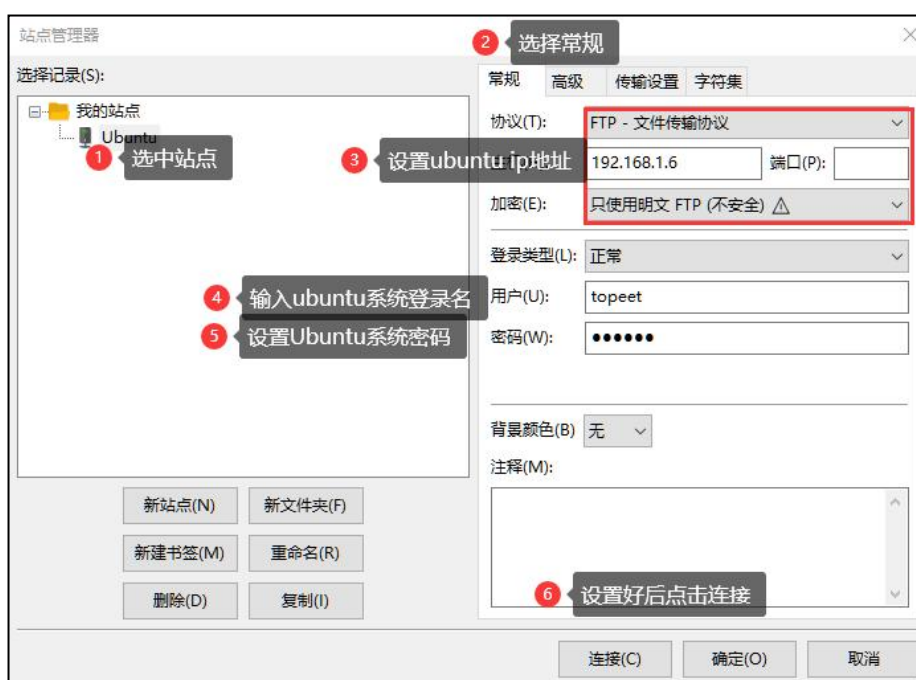 站点管理器
2 选择常规
选择记录(S):
常规 高级 传输设置 字符集
我的站点
Ubuntu
1 选中站点
协议(T): FTP - 文件传输协议
3 设置ubuntu ip地址 192.168.1.6 端口(P):
加密(E): 只使用明文 FTP (不安全)
登录类型(L): 正常
4 输入ubuntu系统登录名 用户(U): topeet
5 设置Ubuntu系统密码 密码(W): ●●●●●●
背景颜色(B) 无
注释(M):
新站点(N) 新文件夹(F)
新建书签(M) 重命名(R)
删除(D) 复制(I)
6 设置好后点击连接
连接(C) 确定(O) 取消